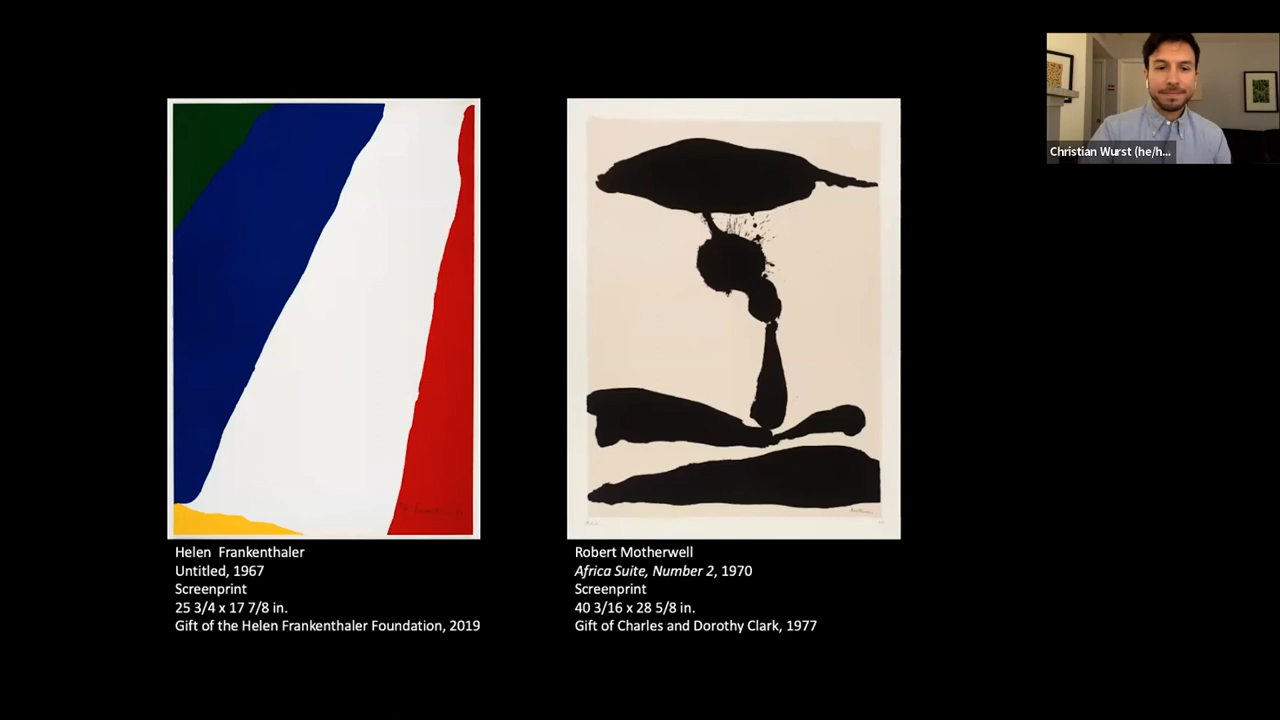 Christian Wurst (he/h...
Helen Frankenthaler
Untitled, 1967
Screenprint
25 3/4 x 17 7/8 in.
Gift of the Helen Frankenthaler Foundation, 2019
Robert Motherwell
Africa Suite, Number 2, 1970
Screenprint
40 3/16 x 28 5/8 in.
Gift of Charles and Dorothy Clark, 1977